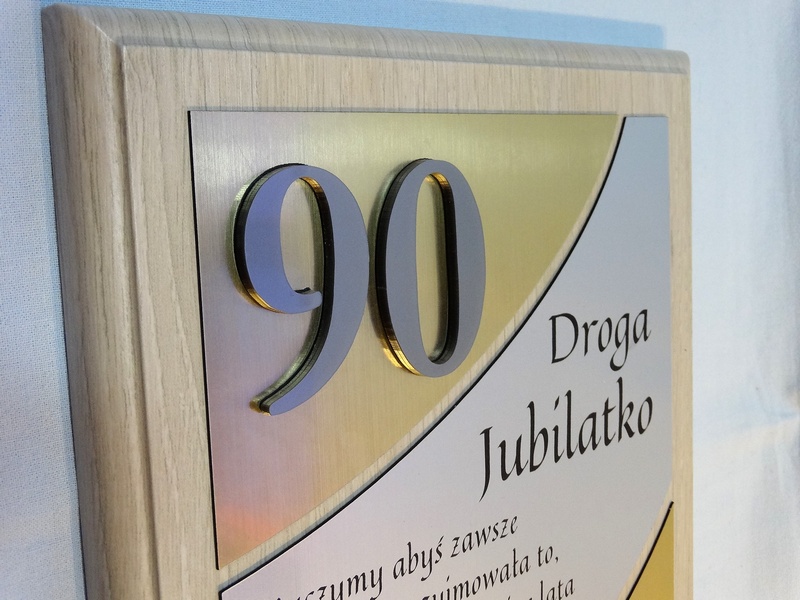 90
Droga
Jubilatko
abyś zawsze
to,
lata